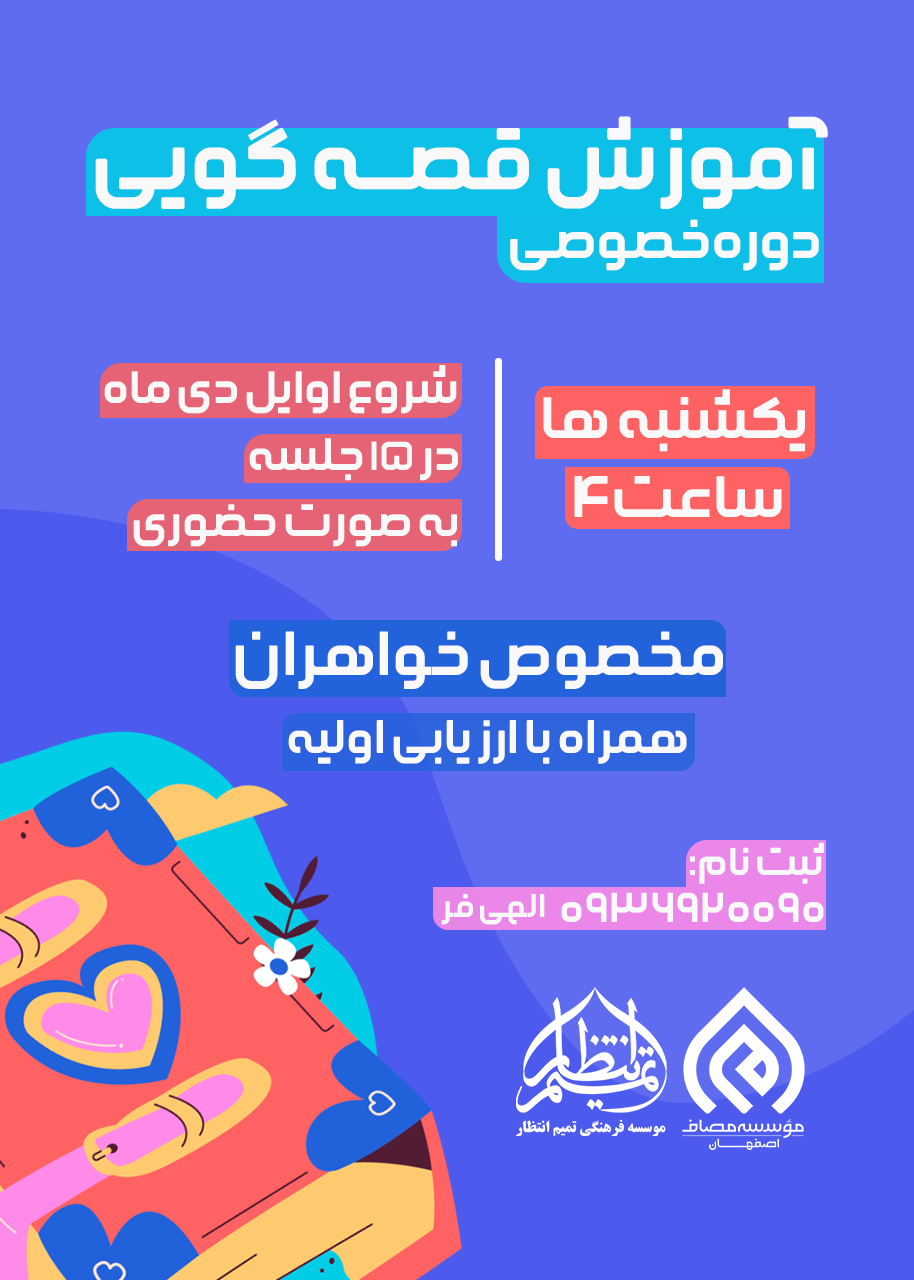 آموزش قصه گویی
دوره خصوصی
یکشنبه ها
ساعت ۴
شروع اوایل دی ماه
در ۱۵ جلسه
به صورت حضوری
مخصوص خواهران
همراه با ارزیابی اولیه
ثبت نام:
۰۹۳۶۹۲۰۰۹۰ الهی فر
تمیم انتظار
موسسه فرهنگی تمیم انتظار
مؤسسه مصاف
اصفهان